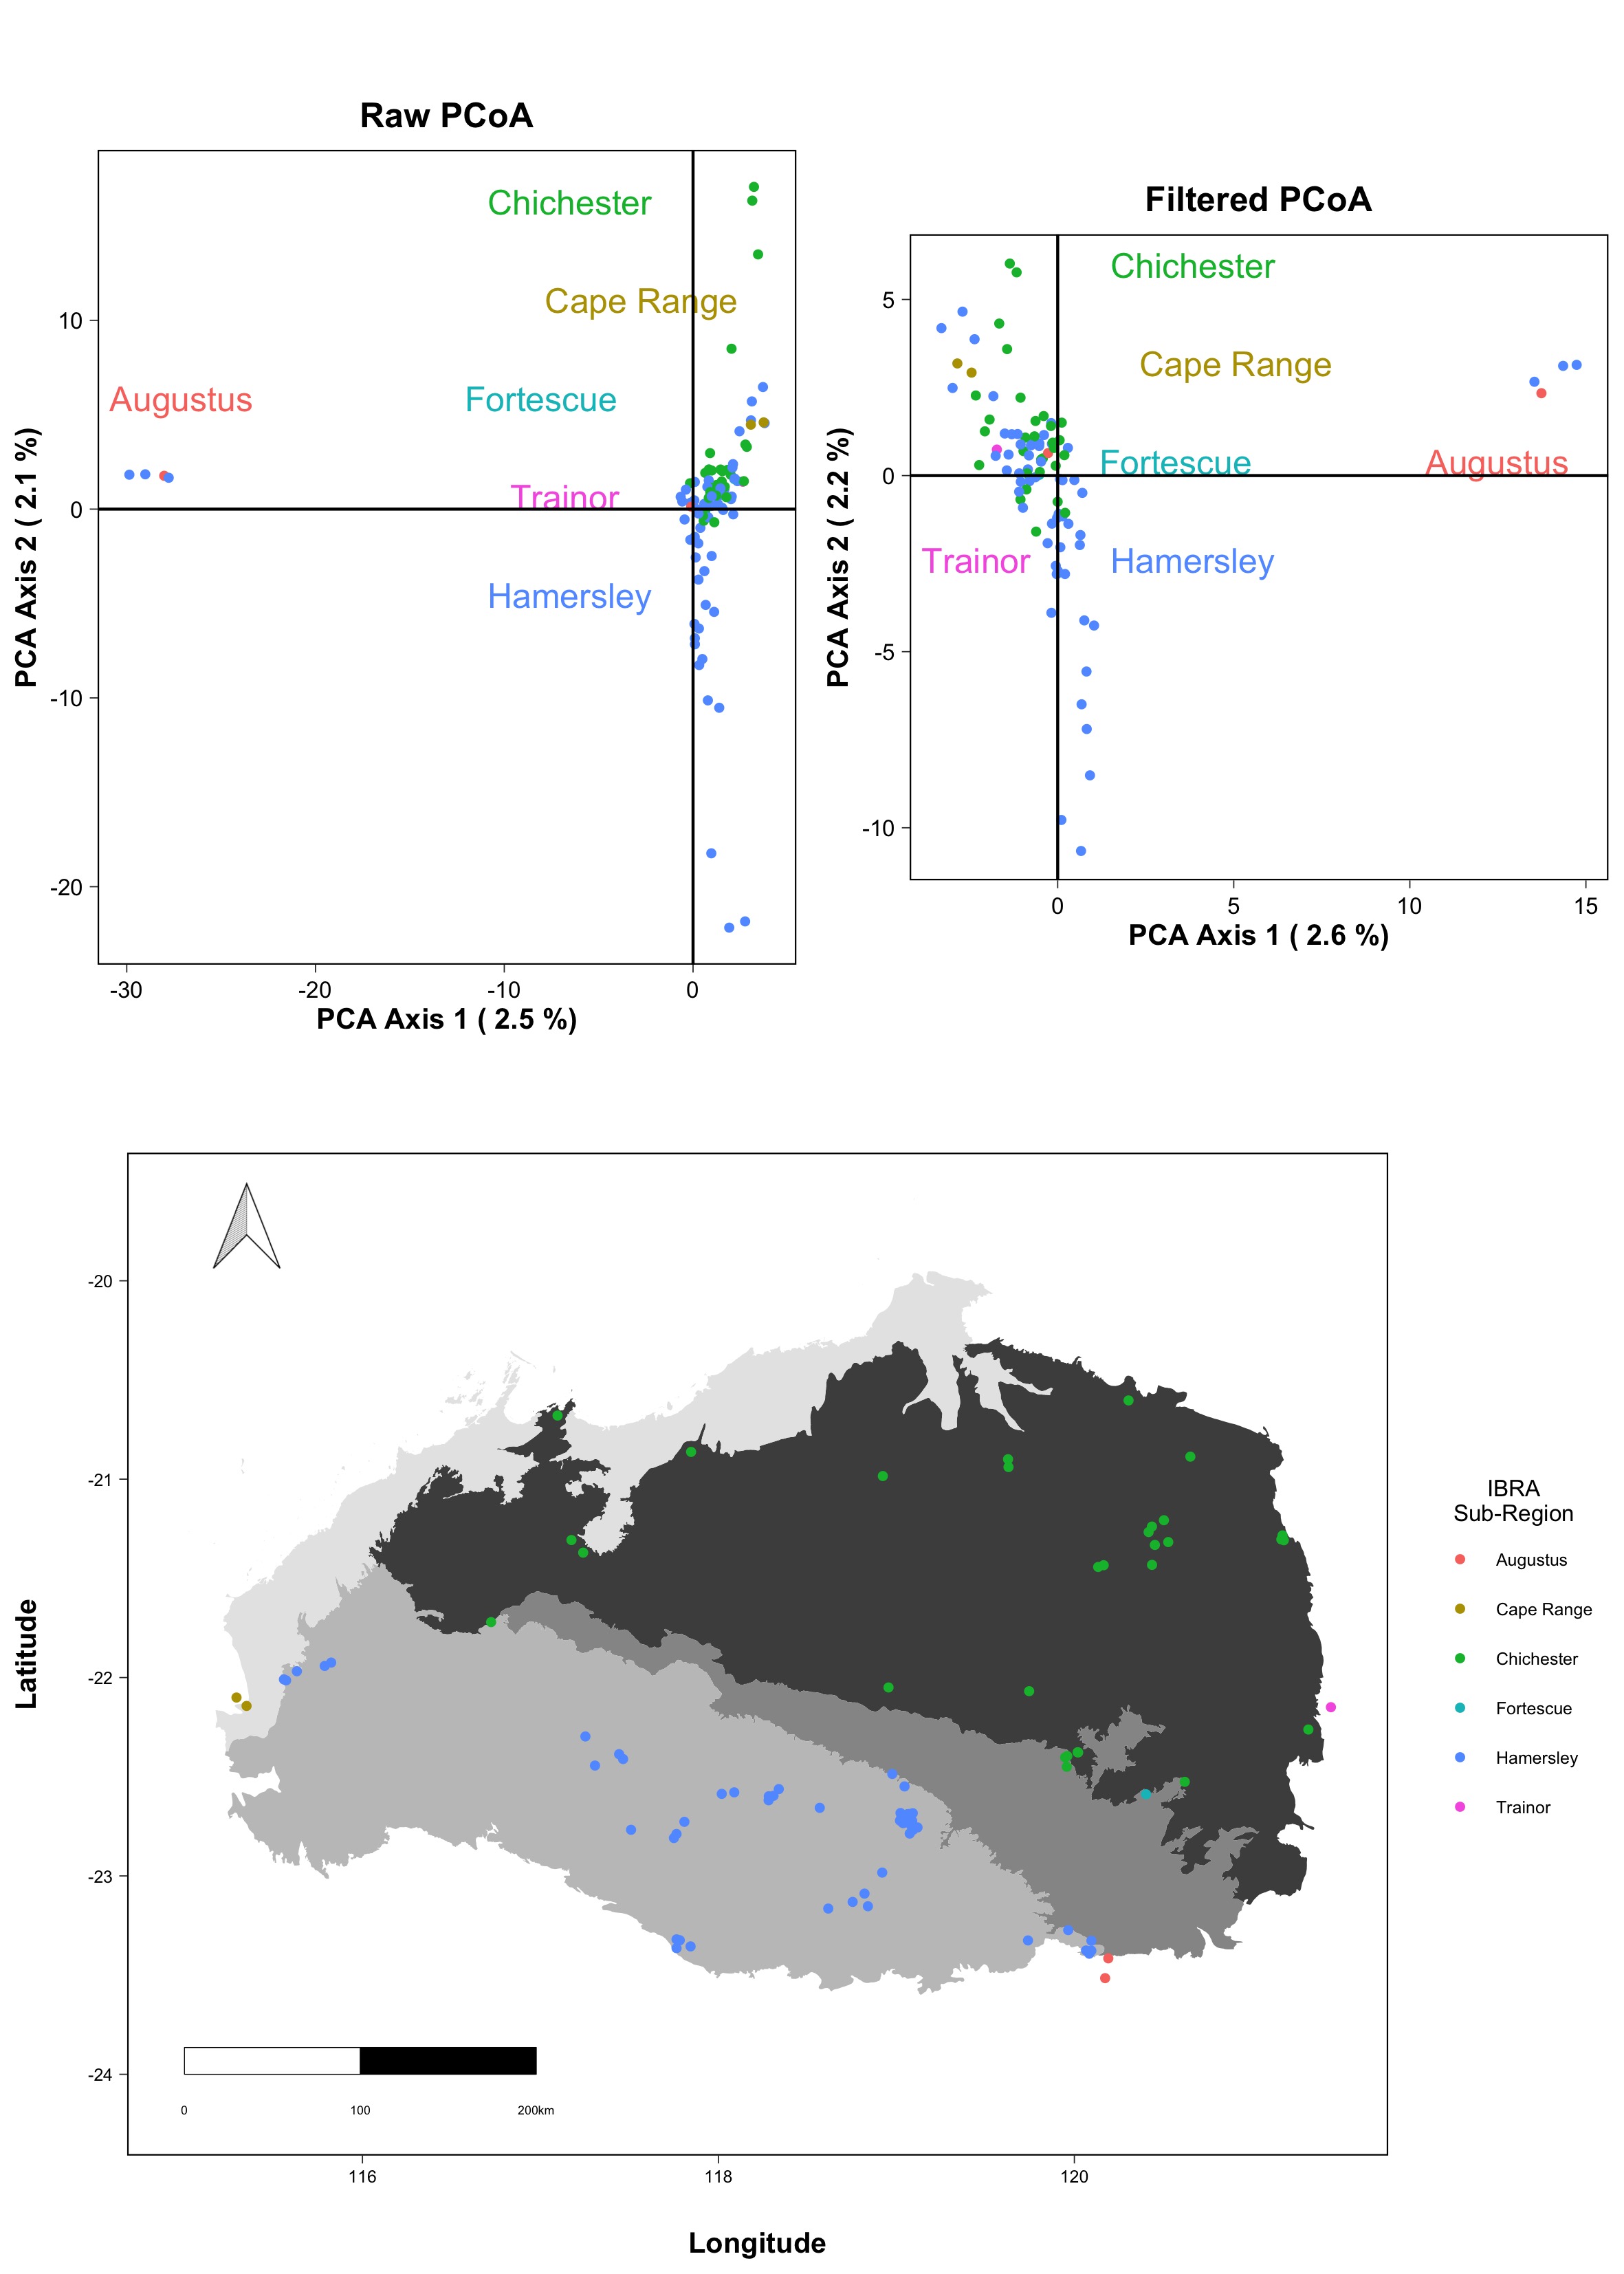 Raw PCoA
Chichester
Cape Range
Augustus
Fortescue
Trainor
Hamersley
10
0
-10
-20
PCA Axis 2 ( 2.1 %)
-30
-20
-10
0
PCA Axis 1 ( 2.5 %)
Filtered PCoA
Chichester
Cape Range
Fortescue
Augustus
Trainor
Hamersley
5
0
-5
-10
PCA Axis 2 ( 2.2 %)
0
5
10
15
PCA Axis 1 ( 2.6 %)
-20
-21
-22
-23
-24
Latitude
0
100
200km
116
118
120
Longitude
IBRA
Sub-Region
Augustus
Cape Range
Chichester
Fortescue
Hamersley
Trainor